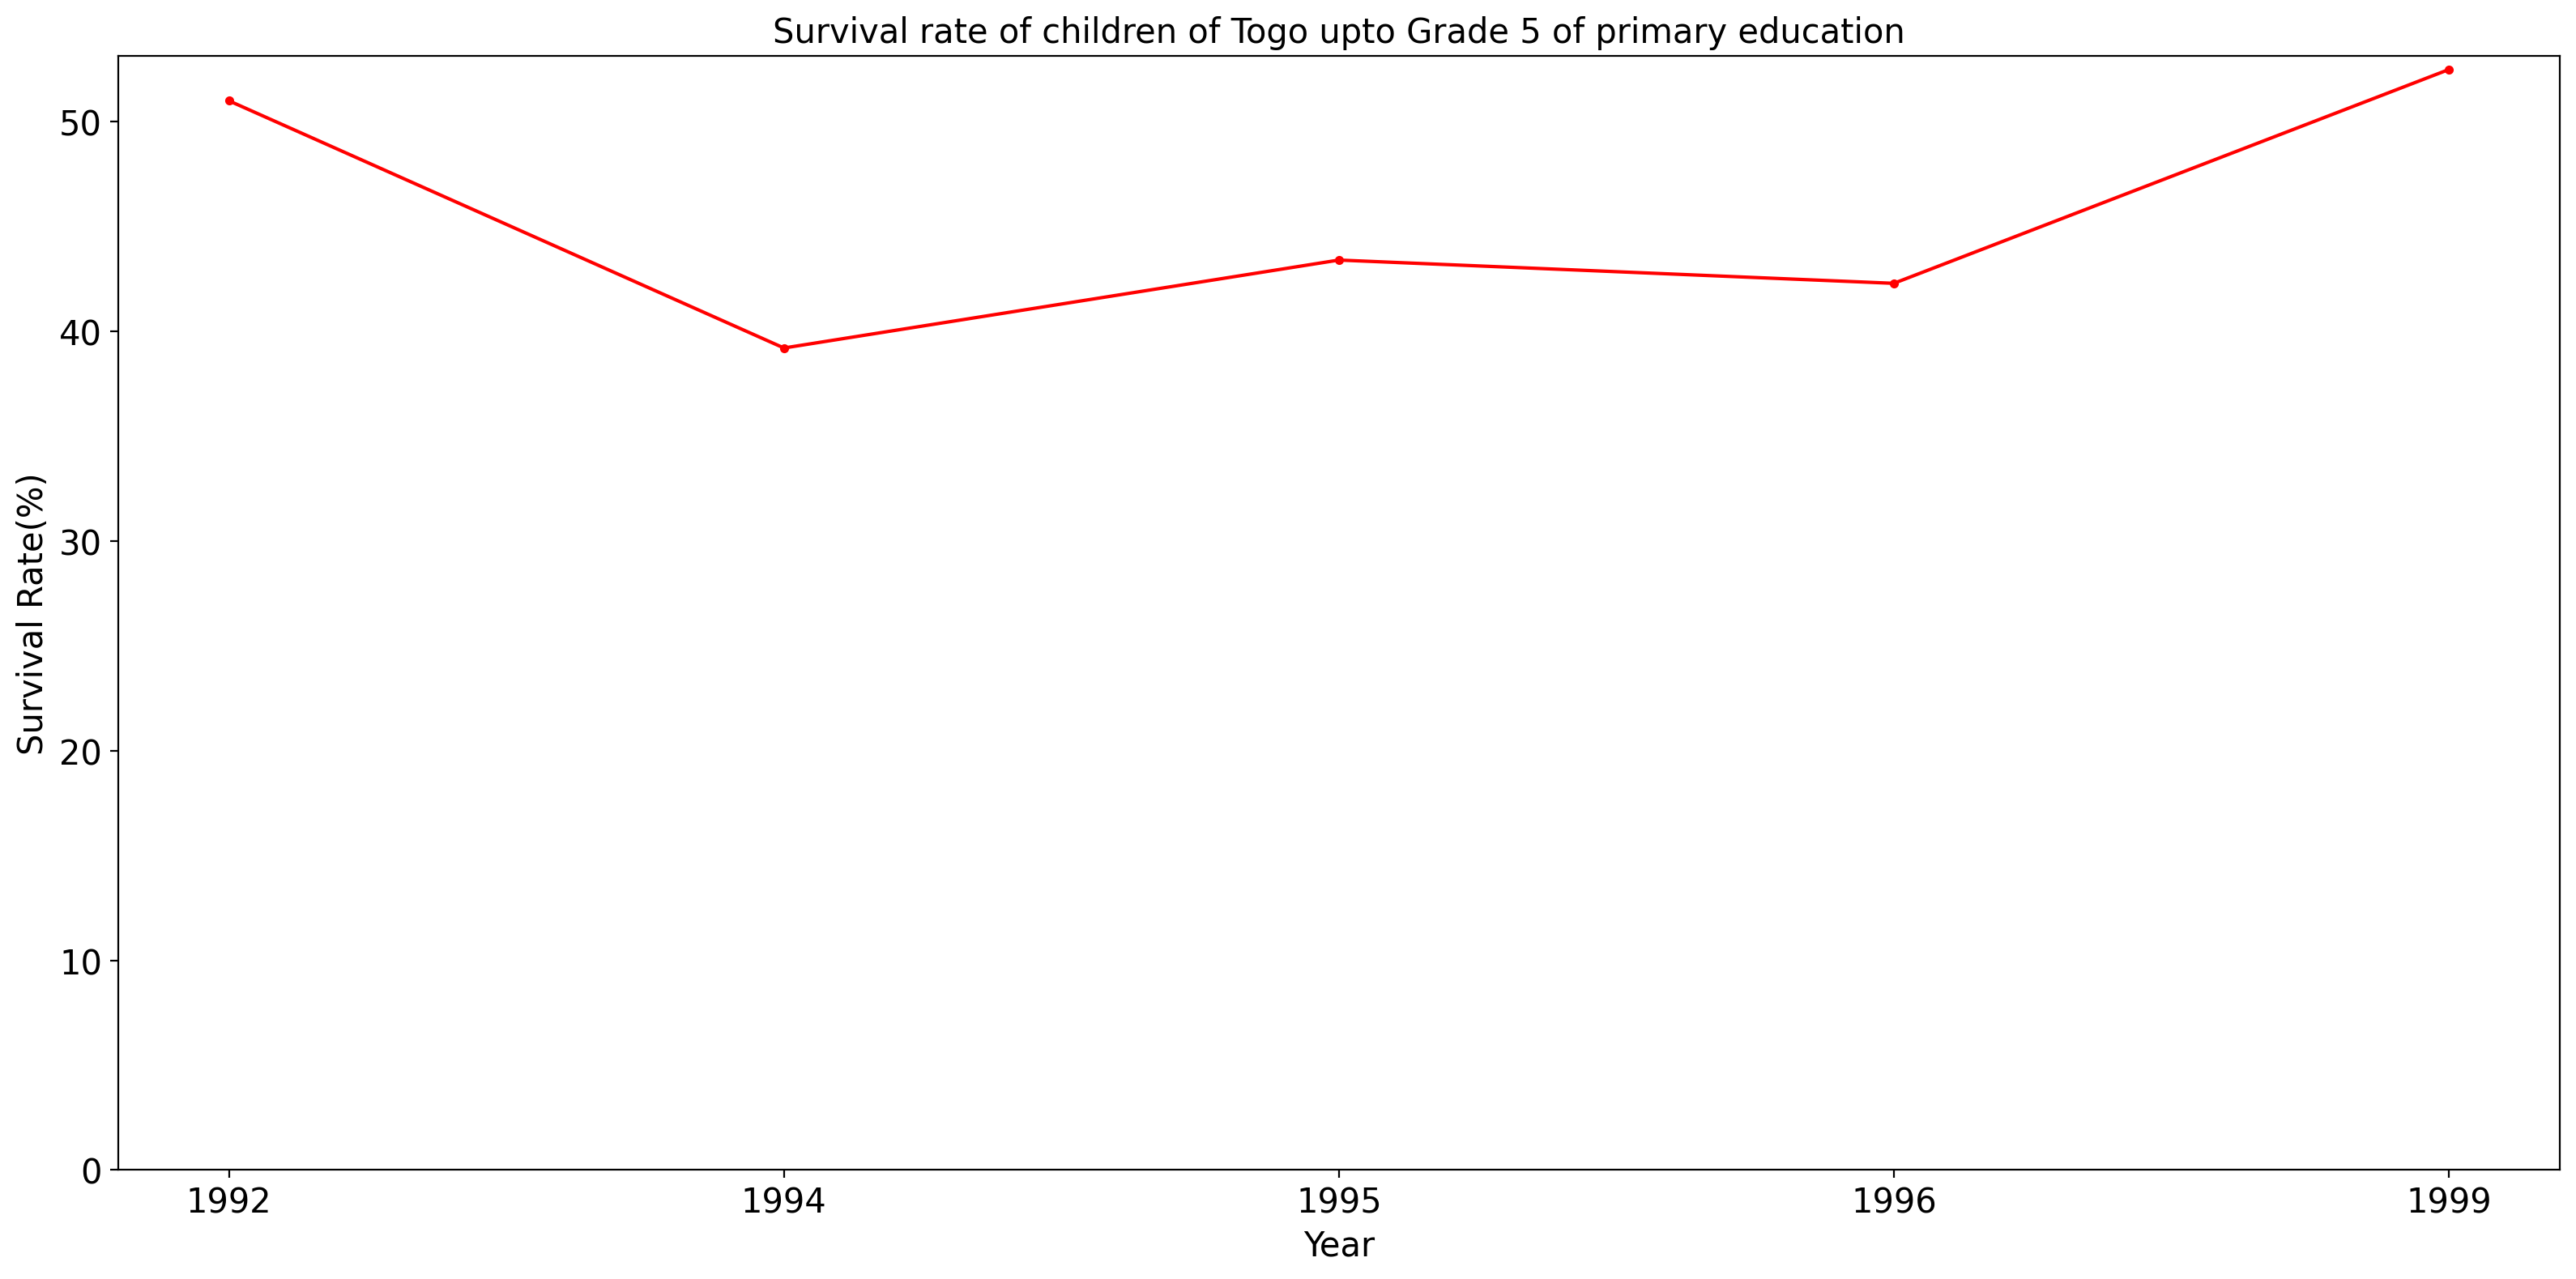 Survival rate of children of Togo upto Grade 5 of primary education
Survival Rate(%)
50
40
30
20
10
0
1992 1994 1995 1996 1999
Year